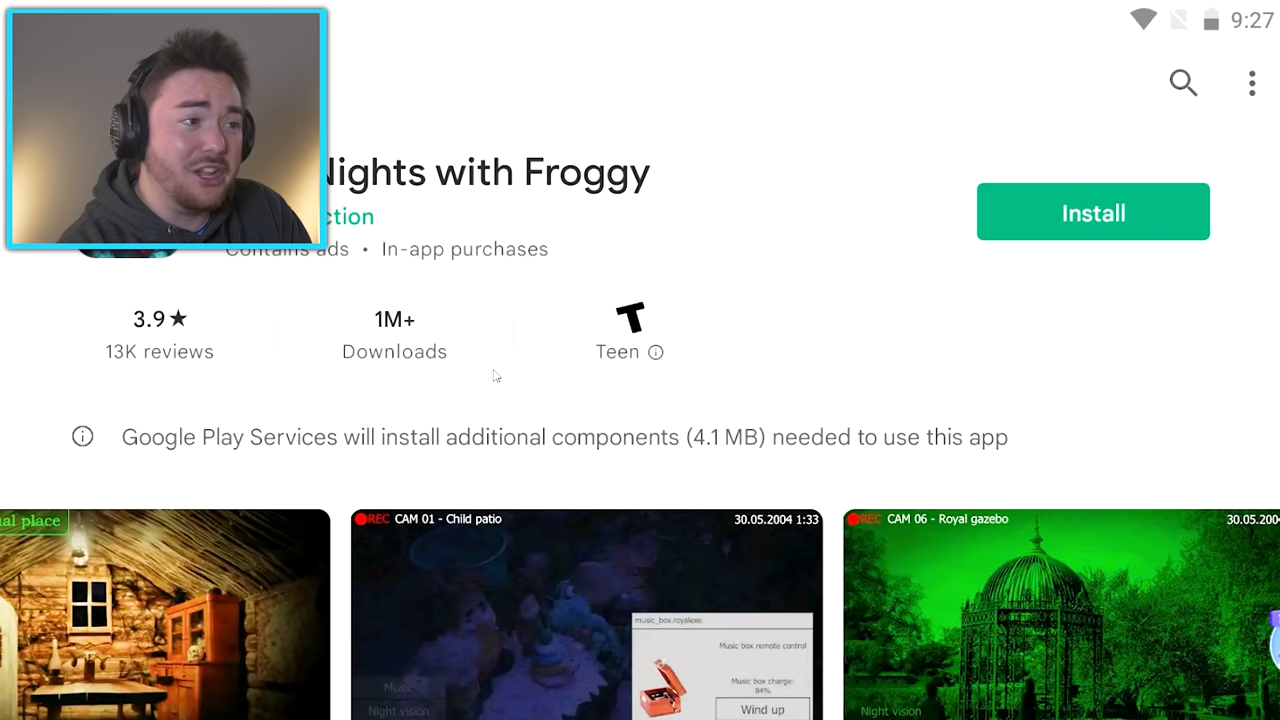 9:27
Nights with Froggy
ction
Contains ads • In-app purchases
Install
3.9★
13K reviews
1M+
Downloads
Teen
Google Play Services will install additional components (4.1 MB) needed to use this app
al place
REC CAM 01 - Child patio
30.05.2004 1:33
music_box.royalexe
Music box remote control
Music box charge:
84%
Wind up
Music
Night vision
REC CAM 06 - Royal gazebo
30.05.200
Night vision